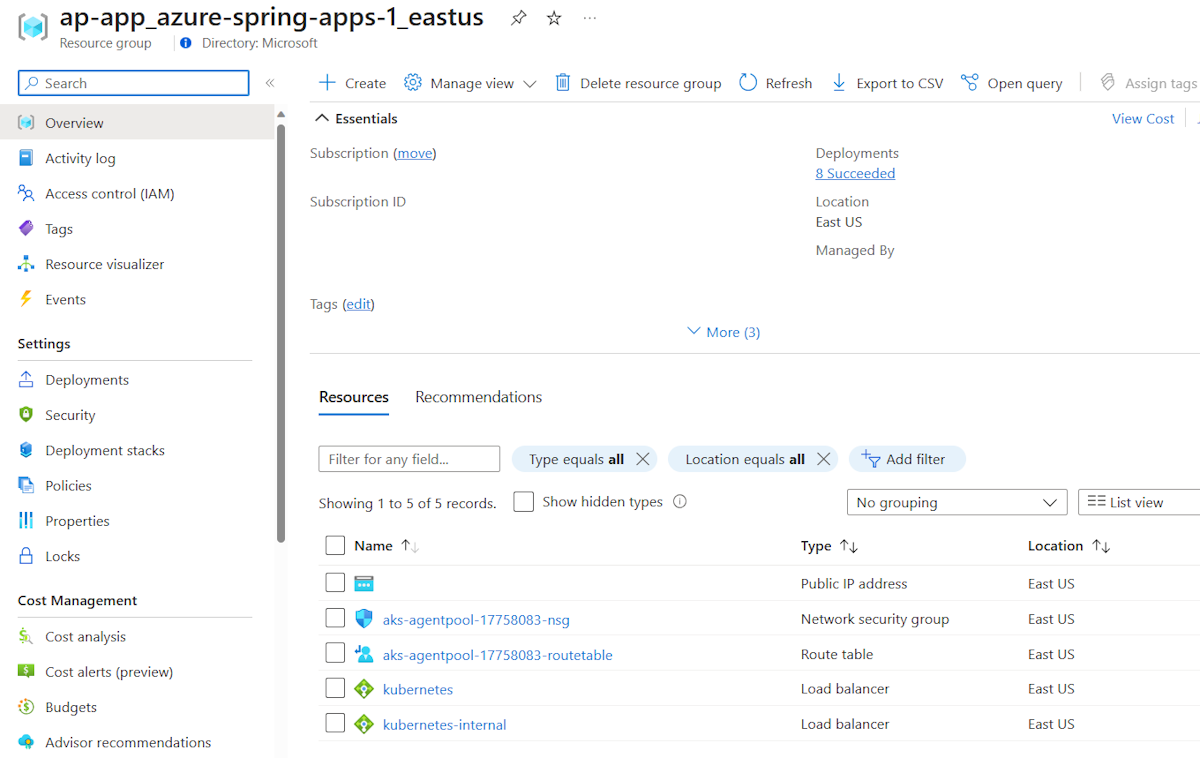 ap-app_azure-spring-apps-1_eastus
Resource group
Directory: Microsoft
Search
Create
Manage view
Delete resource group
Refresh
Export to CSV
Open query
Assign tags
Overview
Activity log
Access control (IAM)
Tags
Resource visualizer
Events
Settings
Deployments
Security
Deployment stacks
Policies
Properties
Locks
Cost Management
Cost analysis
Cost alerts (preview)
Budgets
Advisor recommendations
Essentials
View Cost
Subscription (move)
Subscription ID
Deployments
8 Succeeded
Location
East US
Managed By
Tags (edit)
More (3)
Resources Recommendations
Filter for any field...
Type equals all
Location equals all
Add filter
Showing 1 to 5 of 5 records.
Show hidden types
No grouping
List view
Name Type Location
Public IP address East US
aks-agentpool-17758083-nsg Network security group East US
aks-agentpool-17758083-routetable Route table East US
kubernetes Load balancer East US
kubernetes-internal Load balancer East US